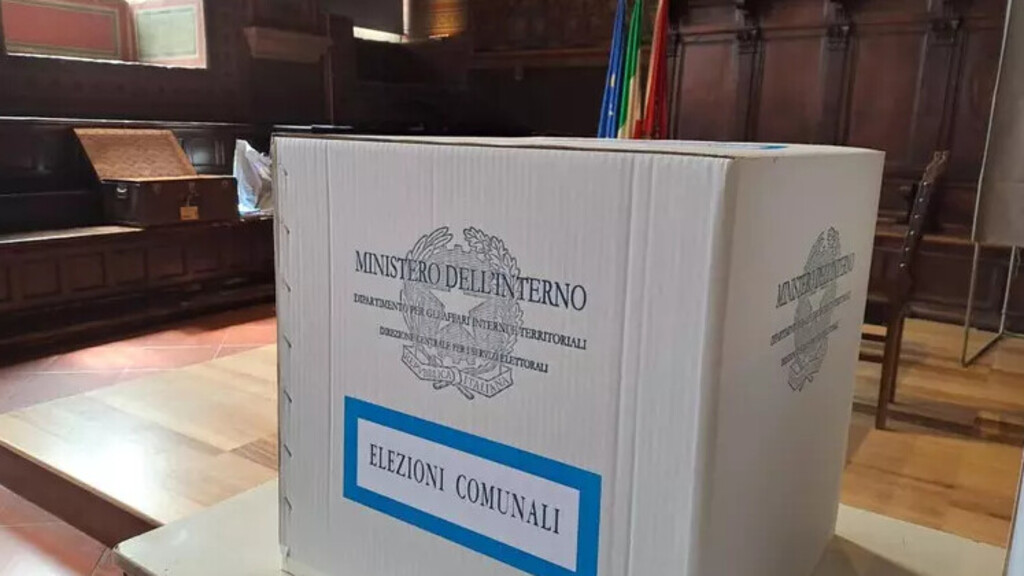 MINISTERO DELL'INTERNO
DIPARTIMENTO PER GLI AFFARI INTERNI E TERRITORIALI
DIREZIONE CENTRALE PER I SERVIZI ELETTORALI
REPUBBLICA ITALIANA
ELEZIONI COMUNALI
MINISTERO DELL'INTERNO